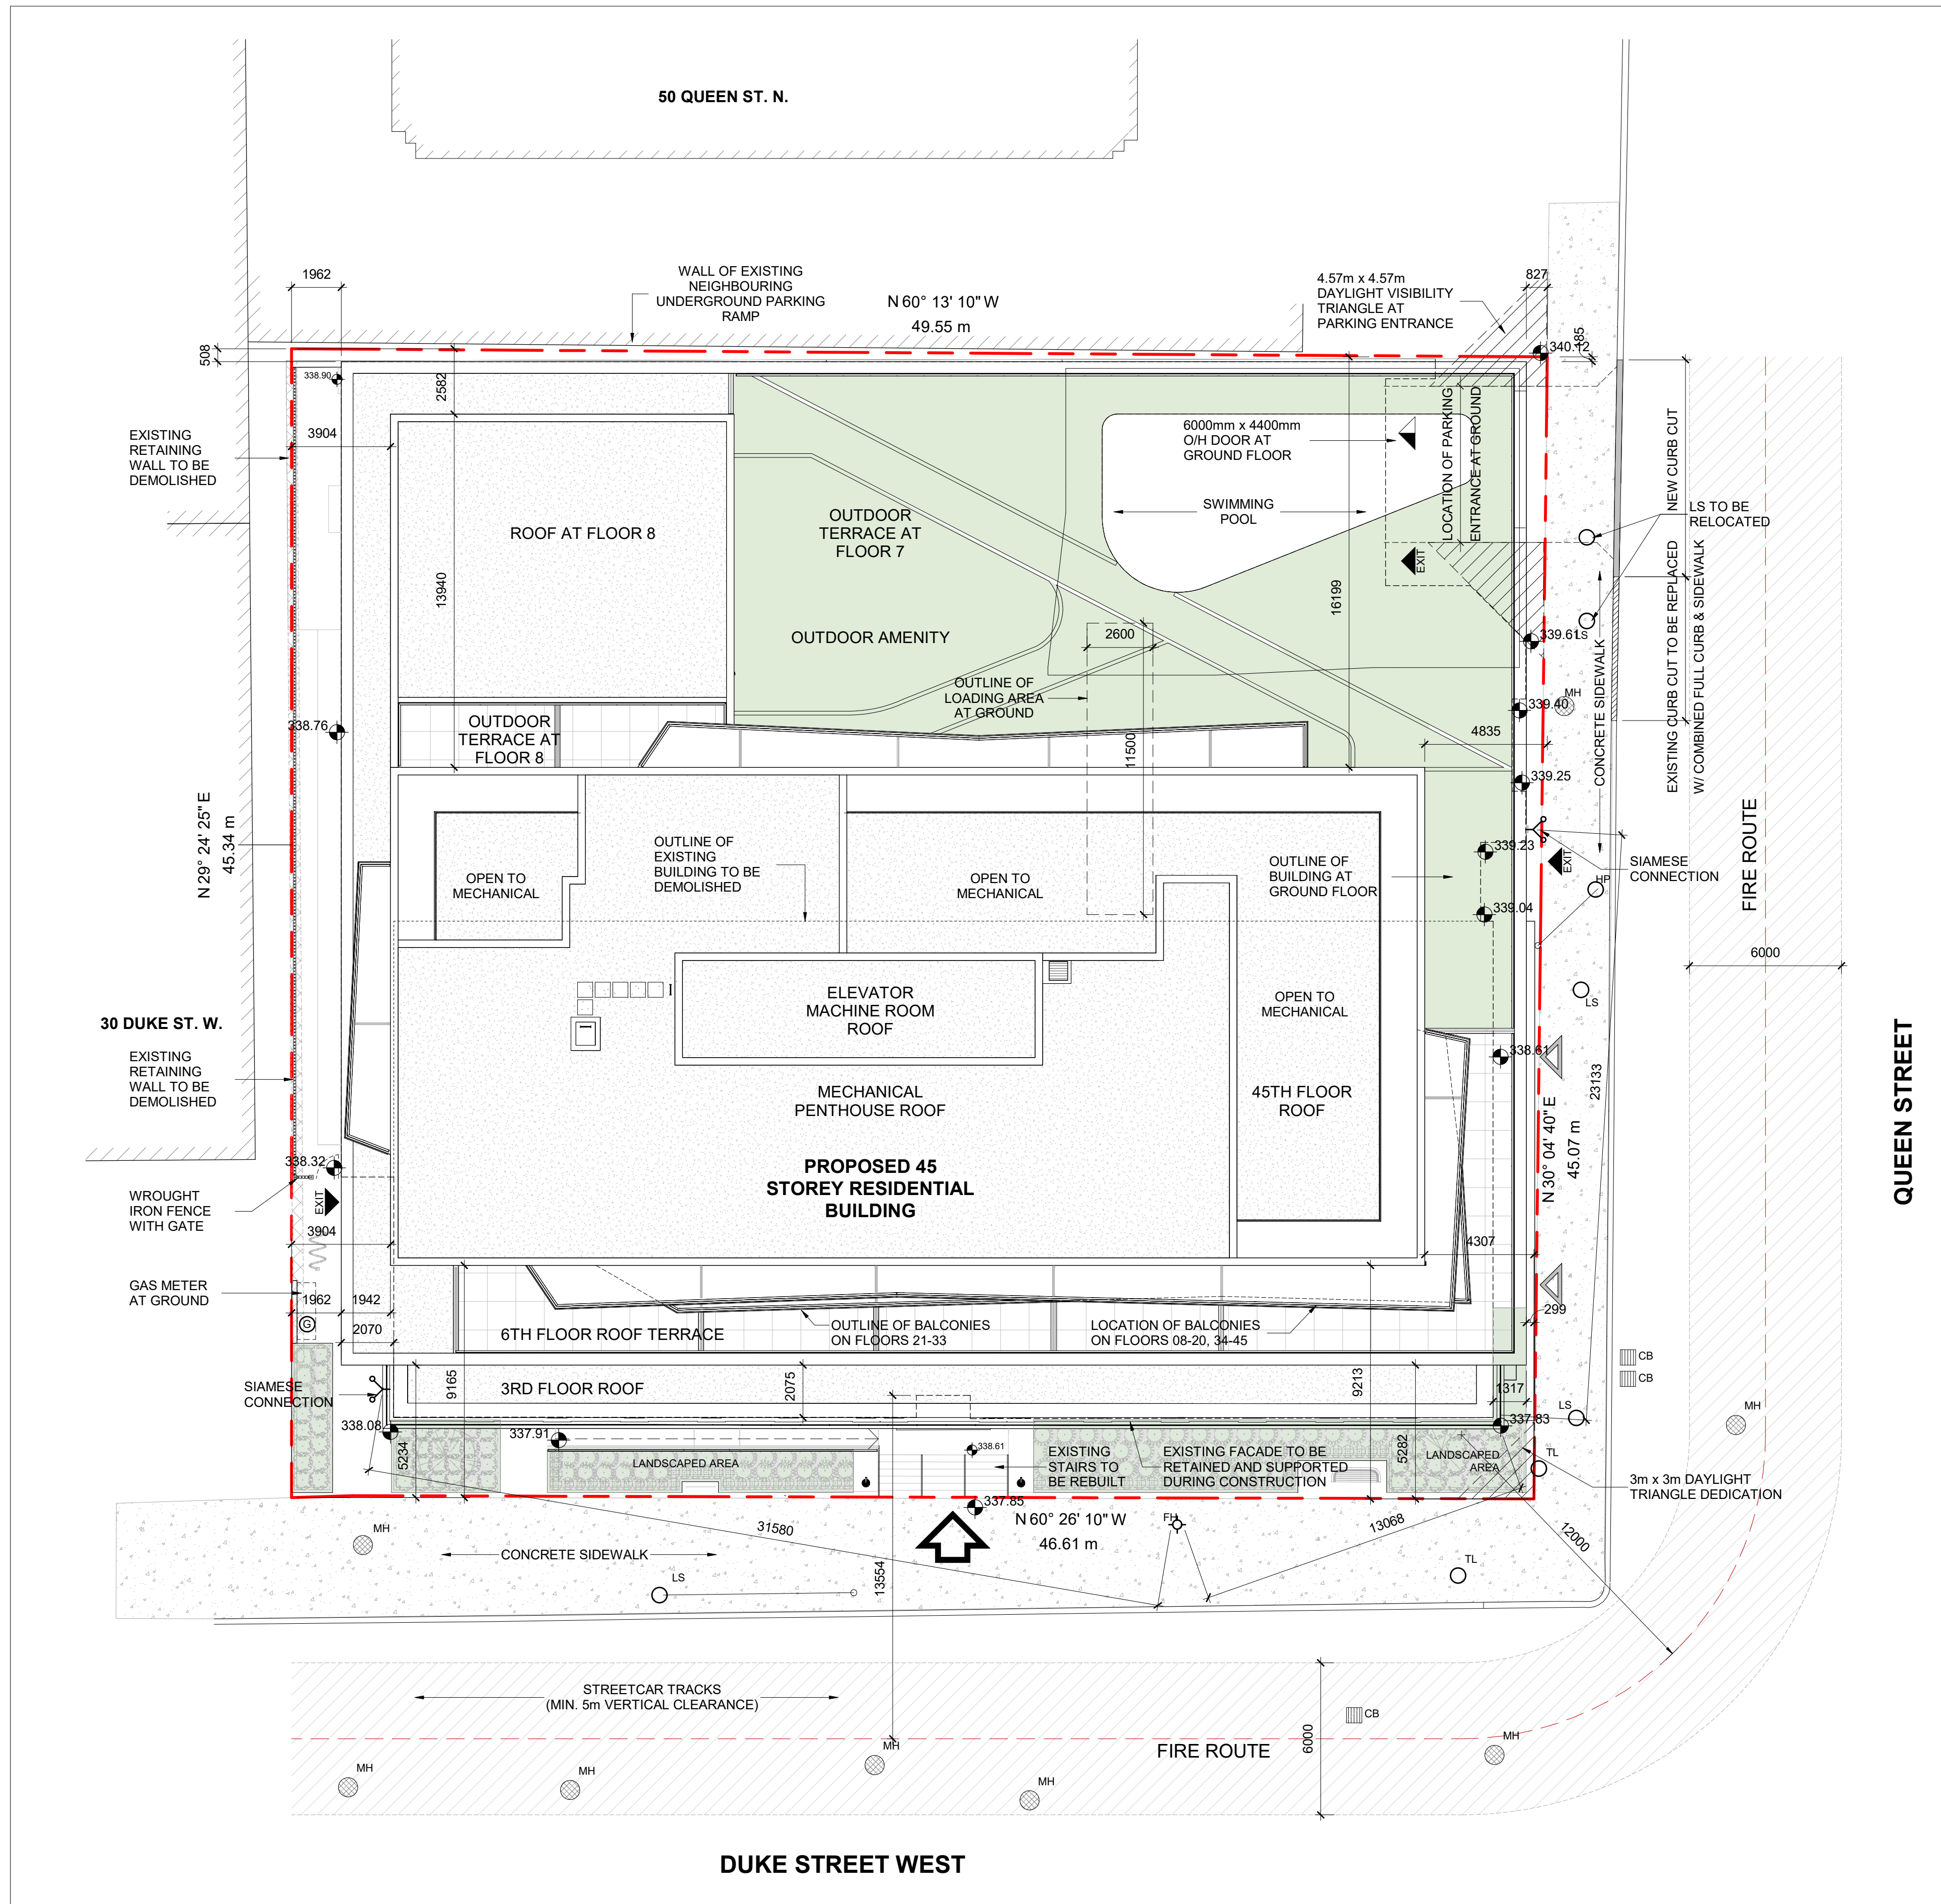 50 QUEEN ST. N.
1962
WALL OF EXISTING
NEIGHBOURING
UNDERGROUND PARKING
RAMP
N 60° 13' 10" W
49.55 m
4.57m x 4.57m
DAYLIGHT VISIBILITY
TRIANGLE AT
PARKING ENTRANCE
827
185
508
340.12
338.90
2582
EXISTING
RETAINING
WALL TO BE
DEMOLISHED
3904
6000mm x 4400mm
O/H DOOR AT
GROUND FLOOR
LOCATION OF PARKING
ENTRANCE AT GROUND
NEW CURB CUT
LS TO BE
RELOCATED
ROOF AT FLOOR 8
OUTDOOR
TERRACE AT
FLOOR 7
SWIMMING
POOL
EXIT
13940
16199
OUTDOOR AMENITY
2600
339.61
LS
EXISTING CURB CUT TO BE REPLACED
W/ COMBINED FULL CURB & SIDEWALK
CONCRETE SIDEWALK
OUTLINE OF
LOADING AREA
AT GROUND
MH
339.40
338.76
OUTDOOR
TERRACE AT
FLOOR 8
4835
11500
339.25
N 29° 24' 25" E
45.34 m
OUTLINE OF
EXISTING
BUILDING TO BE
DEMOLISHED
OPEN TO
MECHANICAL
OPEN TO
MECHANICAL
OUTLINE OF
BUILDING AT
GROUND FLOOR
339.23
EXIT
SIAMESE
CONNECTION
HP
339.04
FIRE ROUTE
6000
30 DUKE ST. W.
ELEVATOR
MACHINE ROOM
ROOF
OPEN TO
MECHANICAL
LS
EXISTING
RETAINING
WALL TO BE
DEMOLISHED
338.61
23133
QUEEN STREET
MECHANICAL
PENTHOUSE ROOF
45TH FLOOR
ROOF
N 30° 04' 40" E
45.07 m
338.32
PROPOSED 45
STOREY RESIDENTIAL
BUILDING
WROUGHT
IRON FENCE
WITH GATE
EXIT
3904
4307
GAS METER
AT GROUND
1962
1942
G
2070
299
6TH FLOOR ROOF TERRACE
OUTLINE OF BALCONIES
ON FLOORS 21-33
LOCATION OF BALCONIES
ON FLOORS 08-20, 34-45
CB
CB
SIAMESE
CONNECTION
9165
3RD FLOOR ROOF
2075
9213
1317
LS
MH
338.08
337.91
337.83
5234
LANDSCAPED AREA
338.61
EXISTING
STAIRS TO
BE REBUILT
EXISTING FACADE TO BE
RETAINED AND SUPPORTED
DURING CONSTRUCTION
5282
LANDSCAPED
AREA
TL
3m x 3m DAYLIGHT
TRIANGLE DEDICATION
337.85
MH
31580
N 60° 26' 10" W
46.61 m
FH
13068
12000
CONCRETE SIDEWALK
LS
13554
TL
STREETCAR TRACKS
(MIN. 5m VERTICAL CLEARANCE)
CB
6000
MH
FIRE ROUTE
MH
MH
MH
MH
DUKE STREET WEST